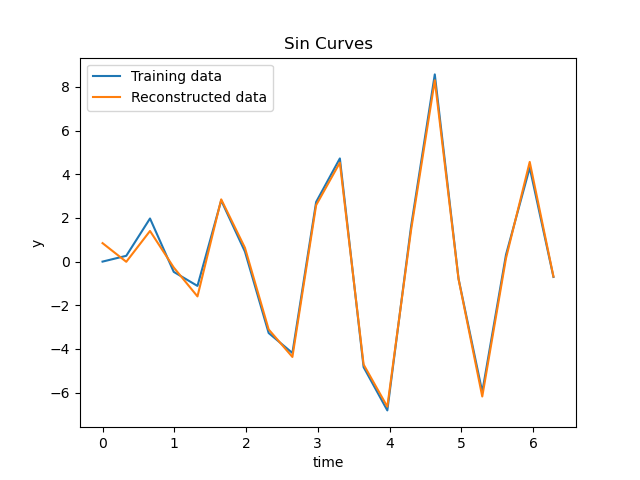 Sin Curves
Training data
Reconstructed data
8
6
4
2
0
−2
−4
−6
y
0 1 2 3 4 5 6
time